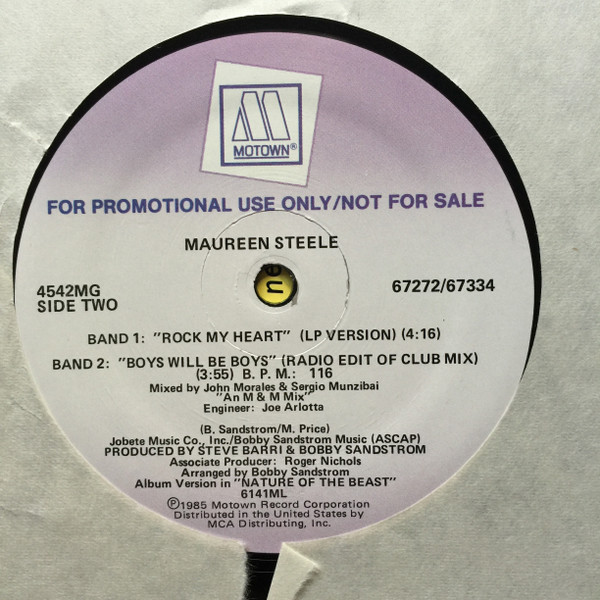 MOTOWN®
FOR PROMOTIONAL USE ONLY/NOT FOR SALE
MAUREEN STEELE
ne
4542MG
SIDE TWO
67272/67334
BAND 1: "ROCK MY HEART" (LP VERSION) (4:16)
BAND 2: "BOYS WILL BE BOYS" (RADIO EDIT OF CLUB MIX)
(3:55) B. P. M.: 116
Mixed by John Morales & Sergio Munzibai
"An M & M Mix"
Engineer: Joe Arlotta
(B. Sandstrom/M. Price)
Jobete Music Co., Inc./Bobby Sandstrom Music (ASCAP)
PRODUCED BY STEVE BARRI & BOBBY SANDSTROM
Associate Producer: Roger Nichols
Arranged by Bobby Sandstrom
Album Version in "NATURE OF THE BEAST"
6141ML
Ⓟ1985 Motown Record Corporation
Distributed in the United States by
MCA Distributing, Inc.